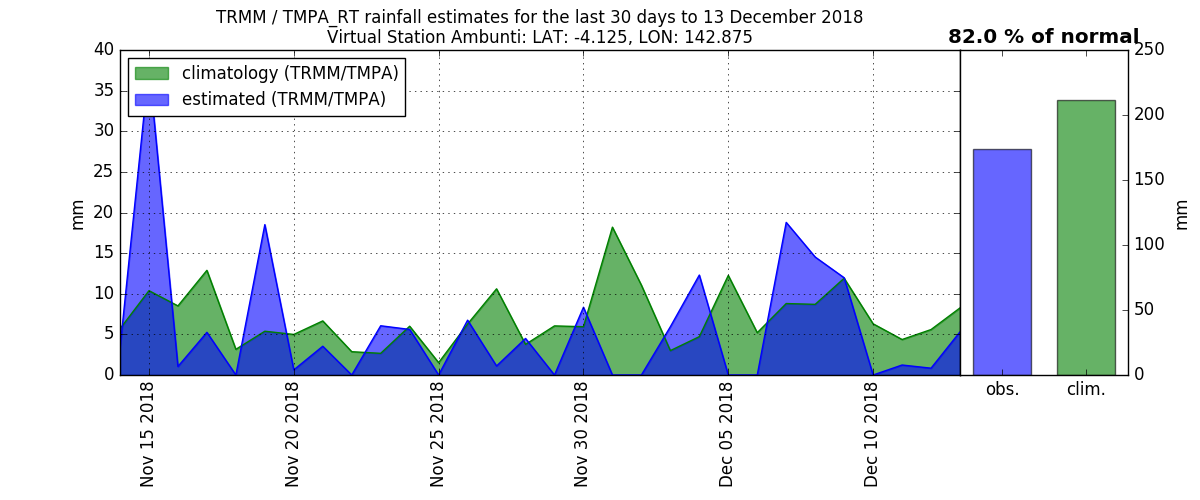 TRMM / TMPA_RT rainfall estimates for the last 30 days to 13 December 2018
Virtual Station Ambunti: LAT: -4.125, LON: 142.875
82.0 % of normal
climatology (TRMM/TMPA)
estimated (TRMM/TMPA)
40
35
30
25
20
15
10
5
0
mm
Nov 15 2018
Nov 20 2018
Nov 25 2018
Nov 30 2018
Dec 05 2018
Dec 10 2018
250
200
150
100
50
0
mm
obs.
clim.